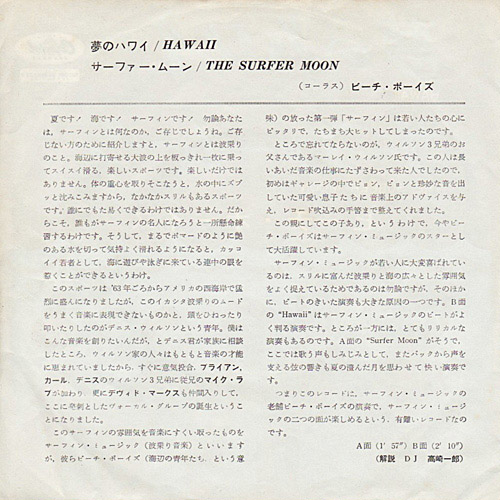 夢のハワイ / HAWAII
サーファー・ムーン / THE SURFER MOON
(コーラス) ビーチ・ボーイズ
夏です! 海です! サーフィンです! 勿論あなた
は、サーフィンとは何なのか、ご存じでしょうね。ご存
じない方のために紹介しますと、サーフィンとは波乗り
のこと。海辺に打寄せる大波の上を板っきれ一枚に乗っ
てスイスイ滑る、楽しいスポーツです。楽しいだけでは
ありません。体の重心を取りそこなうと、水の中にズブ
ッと沈みこみますから、なかなかスリルもあるスポーツ
です。誰にでもた易くできるわけではありません。だか
らこそ、誰もがサーフィンの名人になろうと一所懸命練
習するわけです。そうして、まるでポマードのように艶
のある水を切って気持よく滑れるようになると、カッコ
イイ若者として、海に遊びや泳ぎに来ている連中の眼を
惹くことができるというわけ。
このスポーツは '63年ごろからアメリカの西海岸で猛
烈に盛んになりましたが、このイカシタ波乗りのムード
をうまく音楽に表現できないものかと、頭をひねったり
叩いたりしたのがデニス・ウィルソンという青年。僕は
こんな音楽を創りたいんだが、とデニス君が家族に相談
したところ、ウィルソン家の人々はもともと音楽の才能
に恵まれていましたから、すぐに意気投合、ブライアン、
カール、デニスのウィルソン3兄弟に従兄のマイク・ラ
ブが加わり、更にデヴィド・マークスも仲間入りして、
ここに発剌としたヴォーカル・グループの誕生というこ
とになりました。
このサーフィンの雰囲気を音楽にすくい取ったものを
サーフィン・ミュージック (波乗り音楽) といいます
が、彼らビーチ・ボーイズ (海辺の青年たち、という意
味) の放った第一弾「サーフィン」は若い人たちの心に
ピッタリで、たちまち大ヒットしてしまったのです。
ところで忘れてならないのが、ウィルソン3兄弟のお
父さんであるマーレイ・ウィルソン氏です。この人は長
いあいだ音楽の仕事にたずさわって来た人でしたので、
初めはギャレージの中でピョン、ピョンと奇妙な音を出
していた可愛い息子たちに音楽上のアドヴァイスを与
え、レコード吹込みの手管まで整えてくれました。
この親にしてこの子あり、というわけで、今やビー
チ・ボーイズはサーフィン・ミュージックのスターとし
て大活躍しています。
サーフィン・ミュージックが若い人に大変喜ばれてい
るのは、スリルに富んだ波乗りと海の広々とした雰囲気
をよく捉えているためであるのは勿論ですが、そのほか
に、ビートのきいた演奏も大きな原因の一つです。B面
の "Hawaii" はサーフィン・ミュージックのビートがよ
く判る演奏です。ところが一方には、とてもリリカルな
演奏もあるのです。A面の "Surfer Moon" がそうで、
ここでは歌う声もしみじみとして、またバックから声を
支える弦の響きも夏の澄んだ月を思わせて快い演奏で
す。
つまりこのレコードは、サーフィン・ミュージックの
老舗ビーチ・ボーイズの演奏で、サーフィン・ミュージ
ックの二つの面が楽しめるという、有難いレコードなの
です。
A面 (1' 57") B面 (2' 10")
(解説 DJ 高崎一郎)